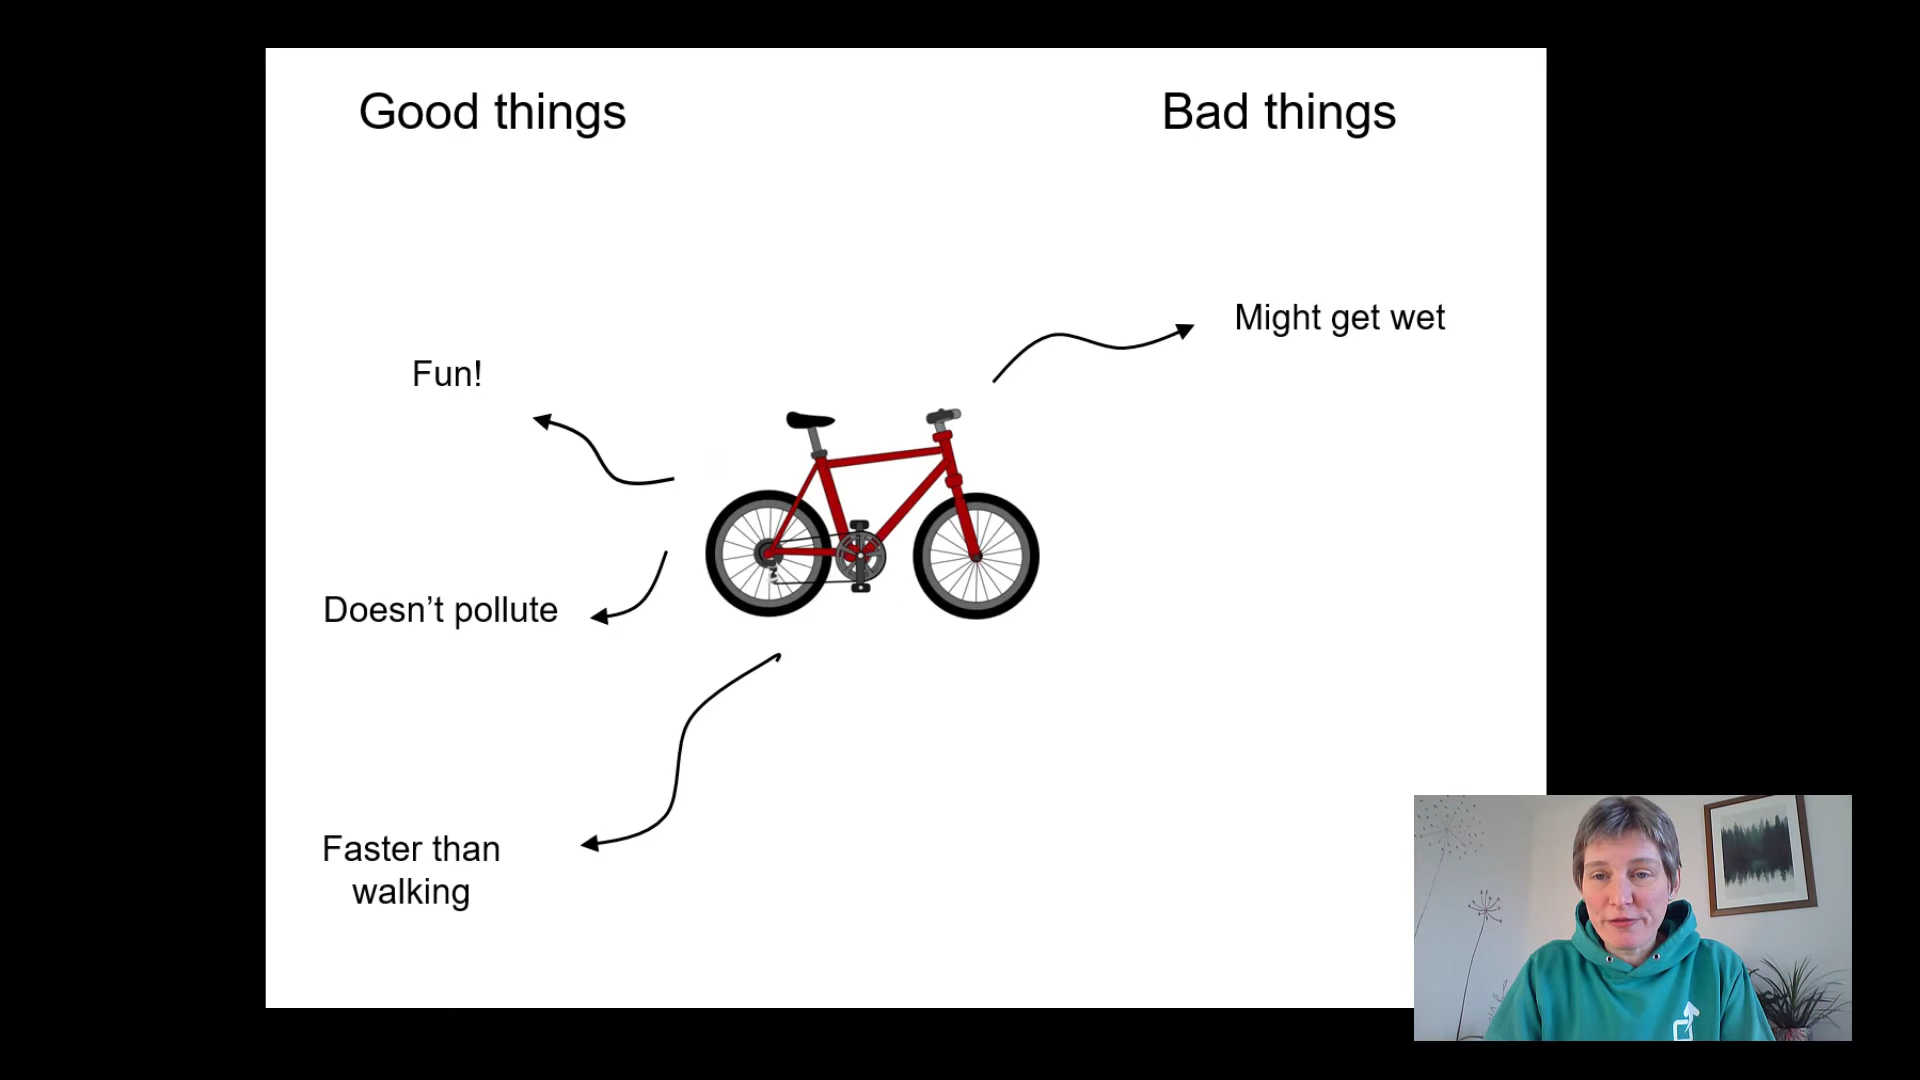 Good things
Bad things
Might get wet
Fun!
Doesn’t pollute
Faster than
walking